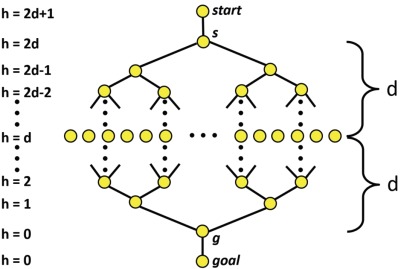 h = 2d+1 start
h = 2d s
h = 2d-1
h = 2d-2
d
h = d
h = 2
d
h = 1
h = 0 g
h = 0 goal